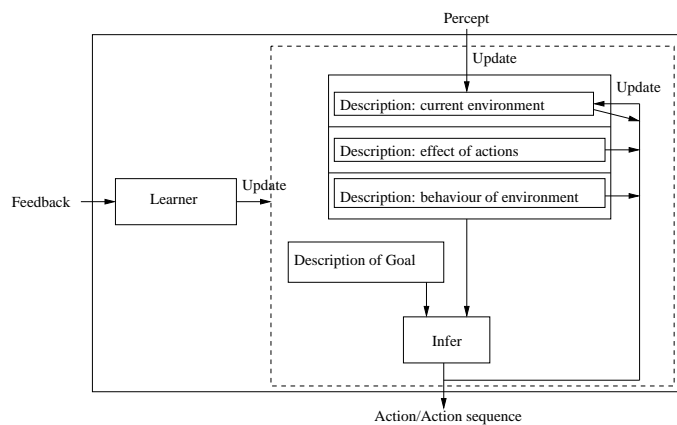 Percept
Update
Update
Description: current environment
Description: effect of actions
Update
Feedback
Learner
Description: behaviour of environment
Description of Goal
Infer
Action/Action sequence